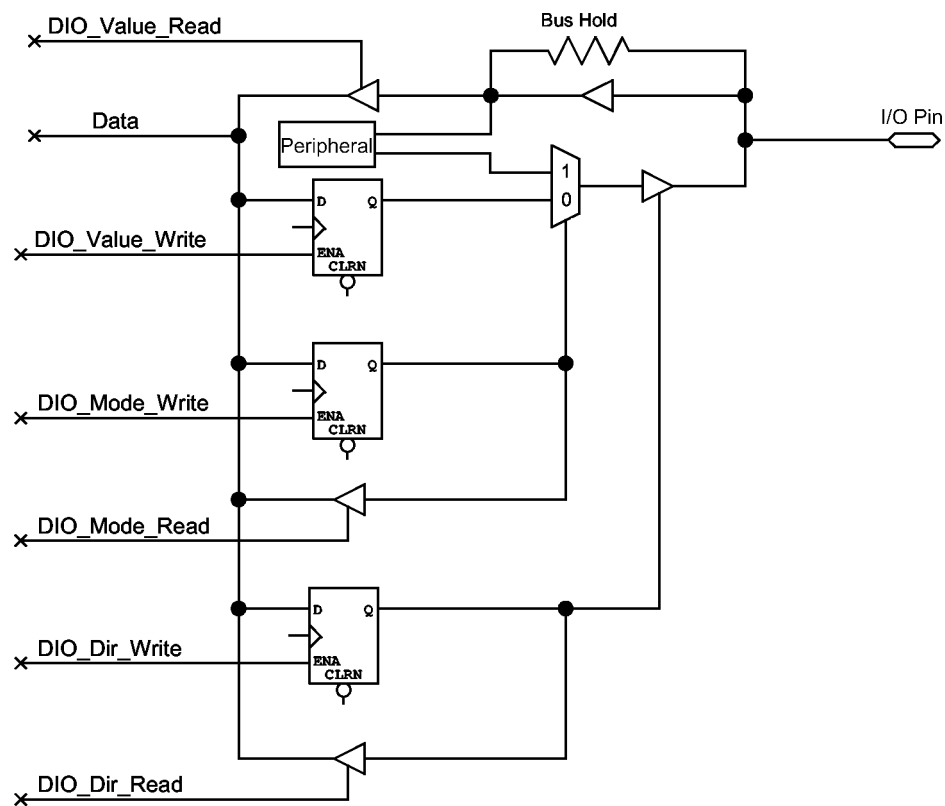 Bus Hold
DIO_Value_Read
I/O Pin
Data
Peripheral
1
0
D Q
DIO_Value_Write
ENA
CLRN
D Q
DIO_Mode_Write
ENA
CLRN
DIO_Mode_Read
D Q
DIO_Dir_Write
ENA
CLRN
DIO_Dir_Read